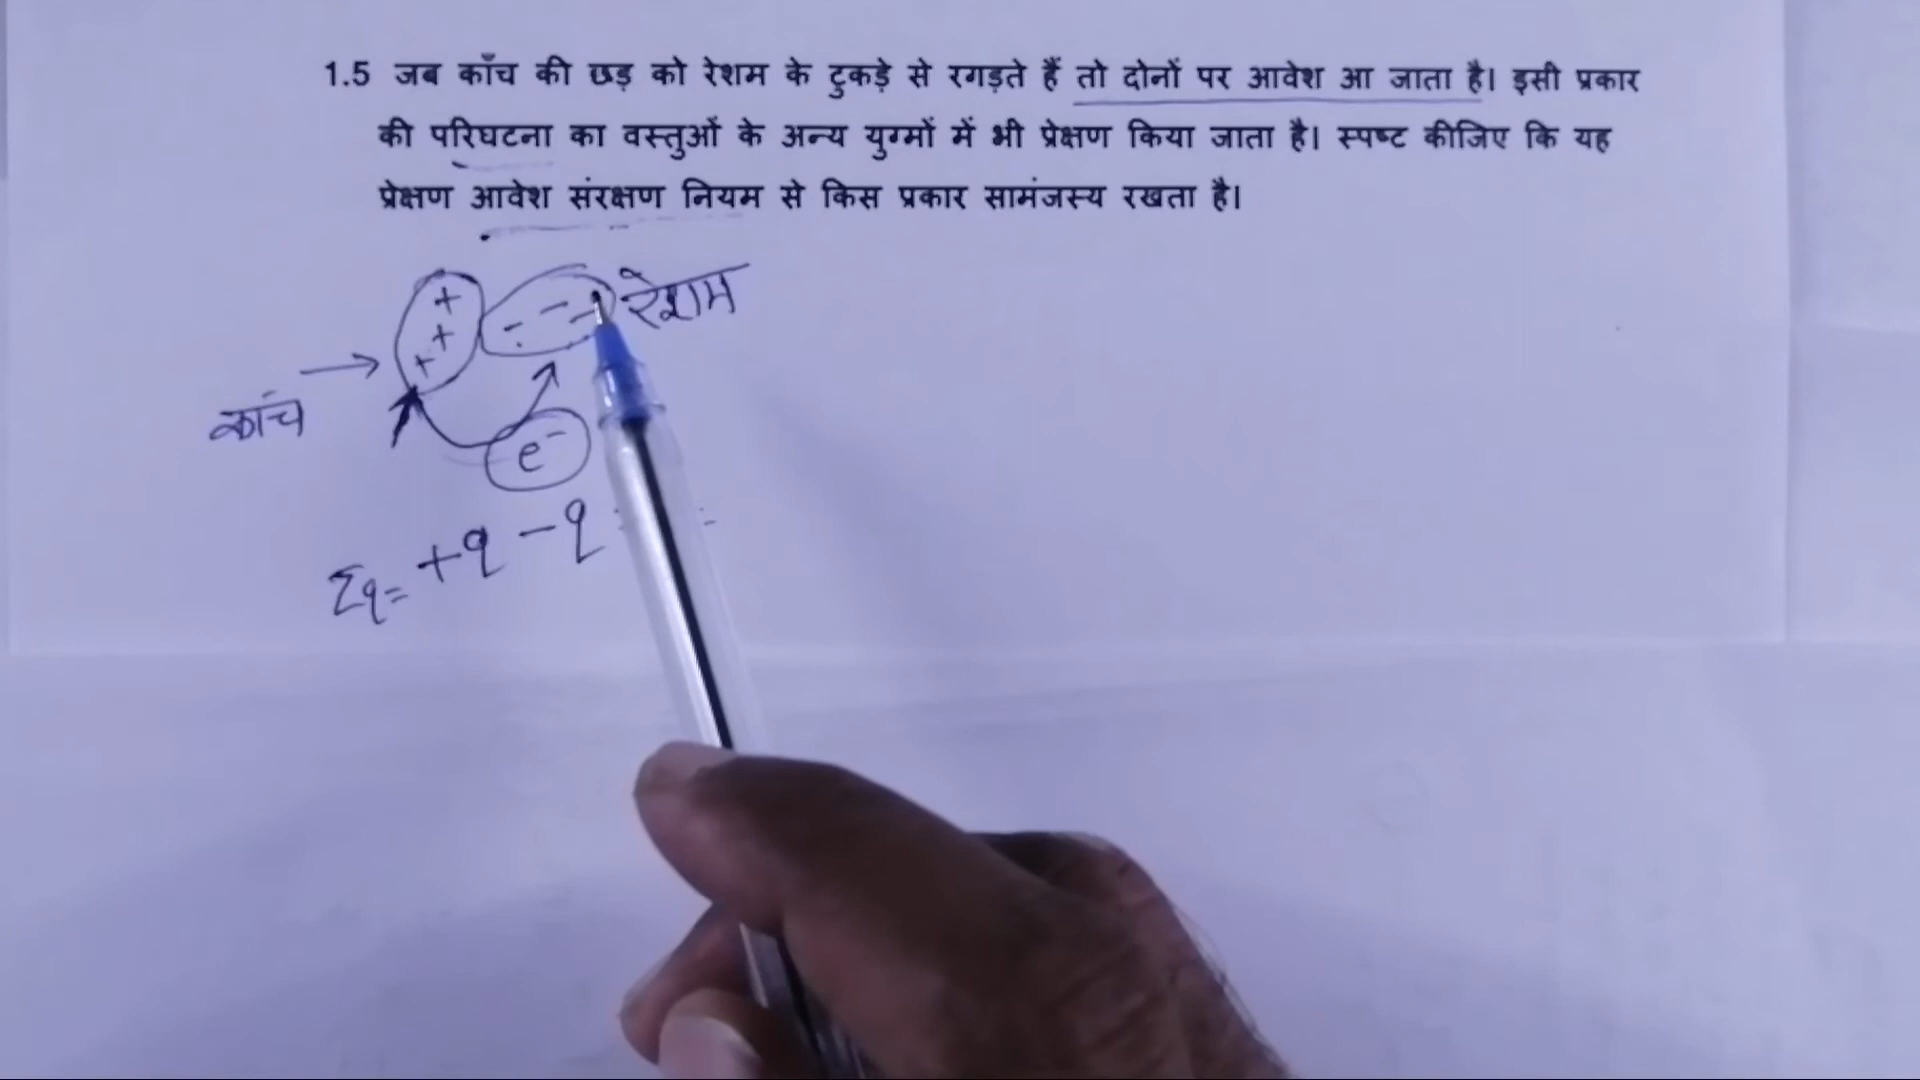 1.5 जब काँच की छड़ को रेशम के टुकड़े से रगड़ते हैं तो दोनों पर आवेश आ जाता है। इसी प्रकार
की परिघटना का वस्तुओं के अन्य युग्मों में भी प्रेक्षण किया जाता है। स्पष्ट कीजिए कि यह
प्रेक्षण आवेश संरक्षण नियम से किस प्रकार सामंजस्य रखता है।
+ + + - - - रेशम
कांच →
e⁻
Σq = +q - q